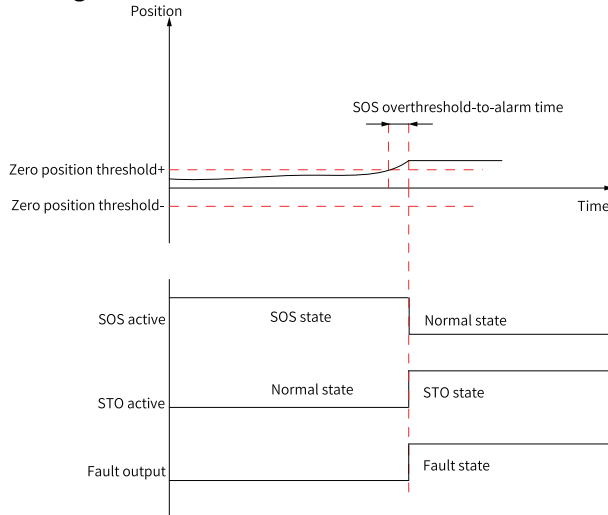 Position
SOS overthreshold-to-alarm time
Zero position threshold+
Zero position threshold-
Time
SOS active
SOS state
Normal state
STO active
Normal state
STO state
Fault output
Fault state